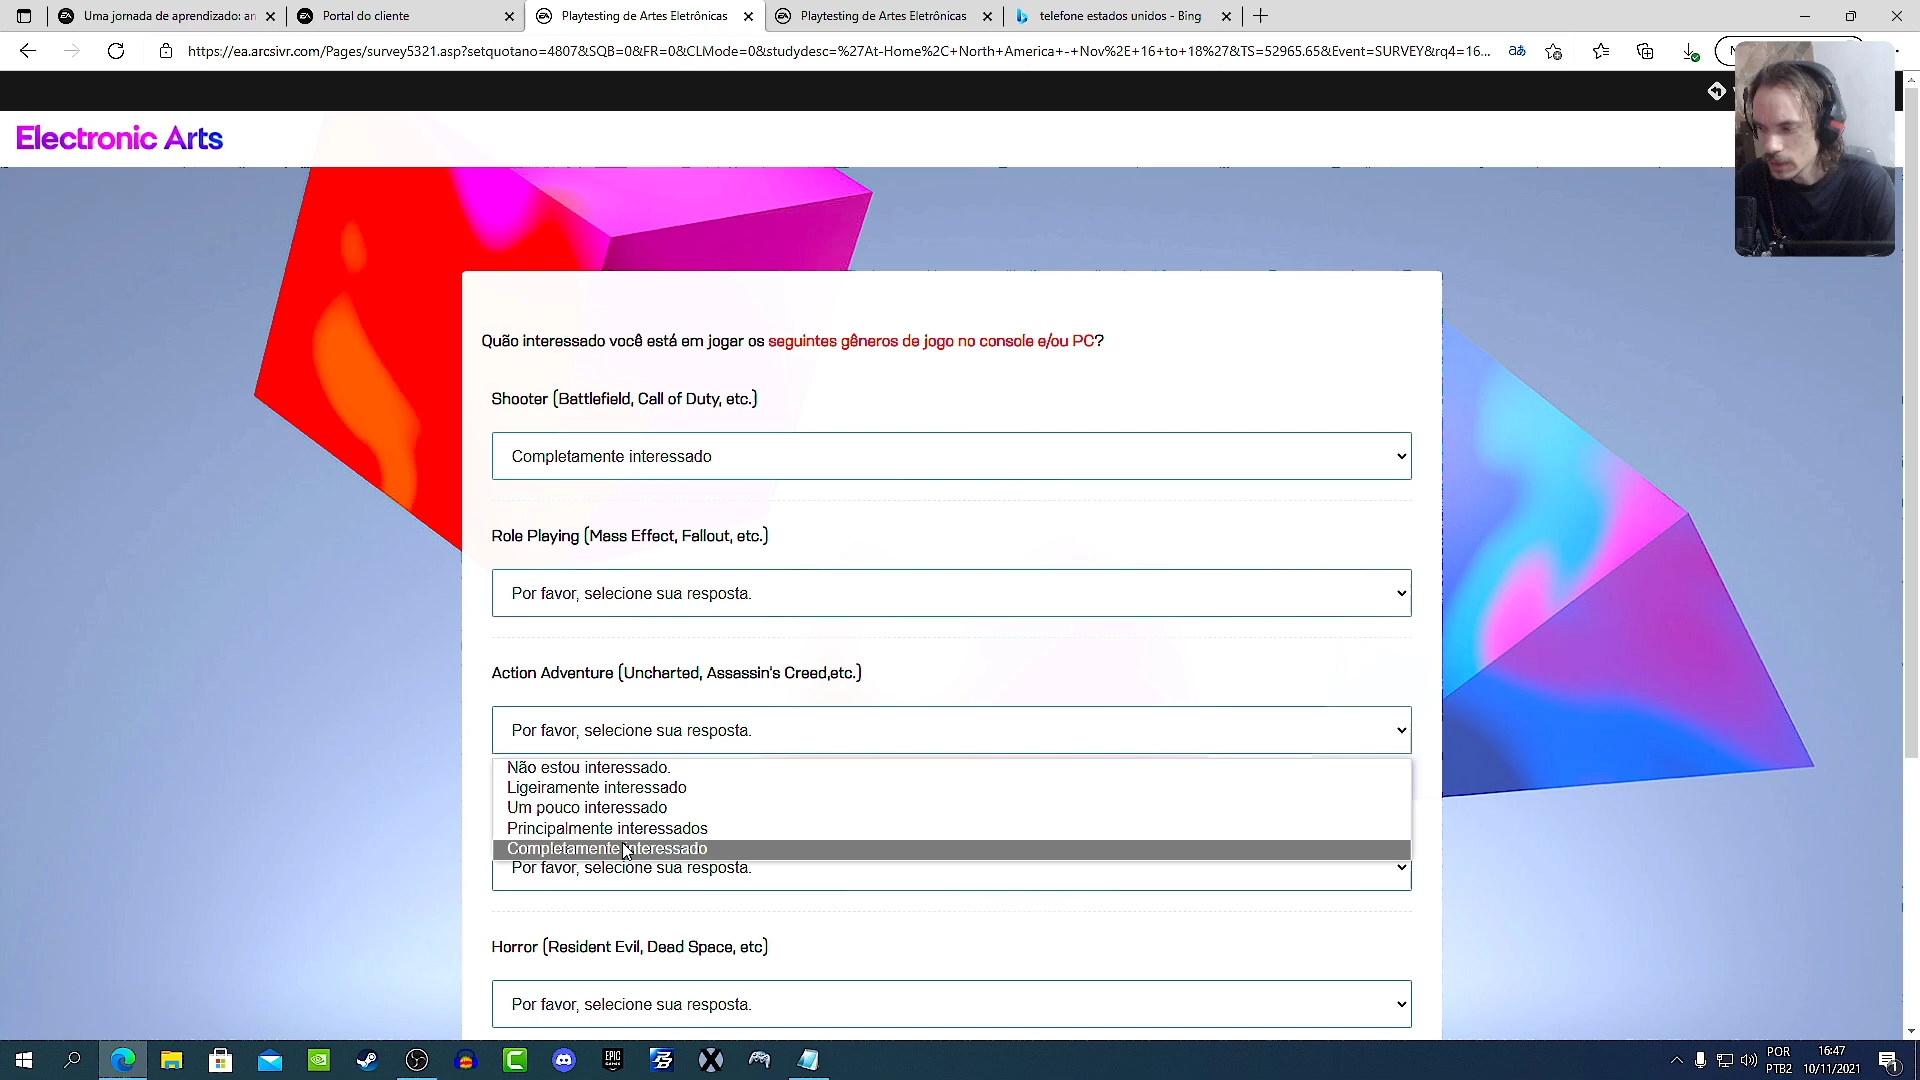 Uma jornada de aprendizado: ar
Portal do cliente
Playtesting de Artes Eletrônicas
Playtesting de Artes Eletrônicas
telefone estados unidos - Bing
https://ea.arcsivr.com/Pages/survey5321.asp?setquotano=4807&SQB=0&FR=0&CLMode=0&studydesc=%27At-Home%2C+North+America+-+Nov%2E+16+to+18%27&TS=52965.65&Event=SURVEY&rq4=16...
Electronic Arts
Quão interessado você está em jogar os seguintes gêneros de jogo no console e/ou PC?
Shooter (Battlefield, Call of Duty, etc.)
Completamente interessado
Role Playing (Mass Effect, Fallout, etc.)
Por favor, selecione sua resposta.
Action Adventure (Uncharted, Assassin's Creed,etc.)
Por favor, selecione sua resposta.
Não estou interessado.
Ligeiramente interessado
Um pouco interessado
Principalmente interessados
Completamente interessado
Por favor, selecione sua resposta.
Horror (Resident Evil, Dead Space, etc)
Por favor, selecione sua resposta.
EPIC
GAMES
POR
PTB2
16:47
10/11/2021
1